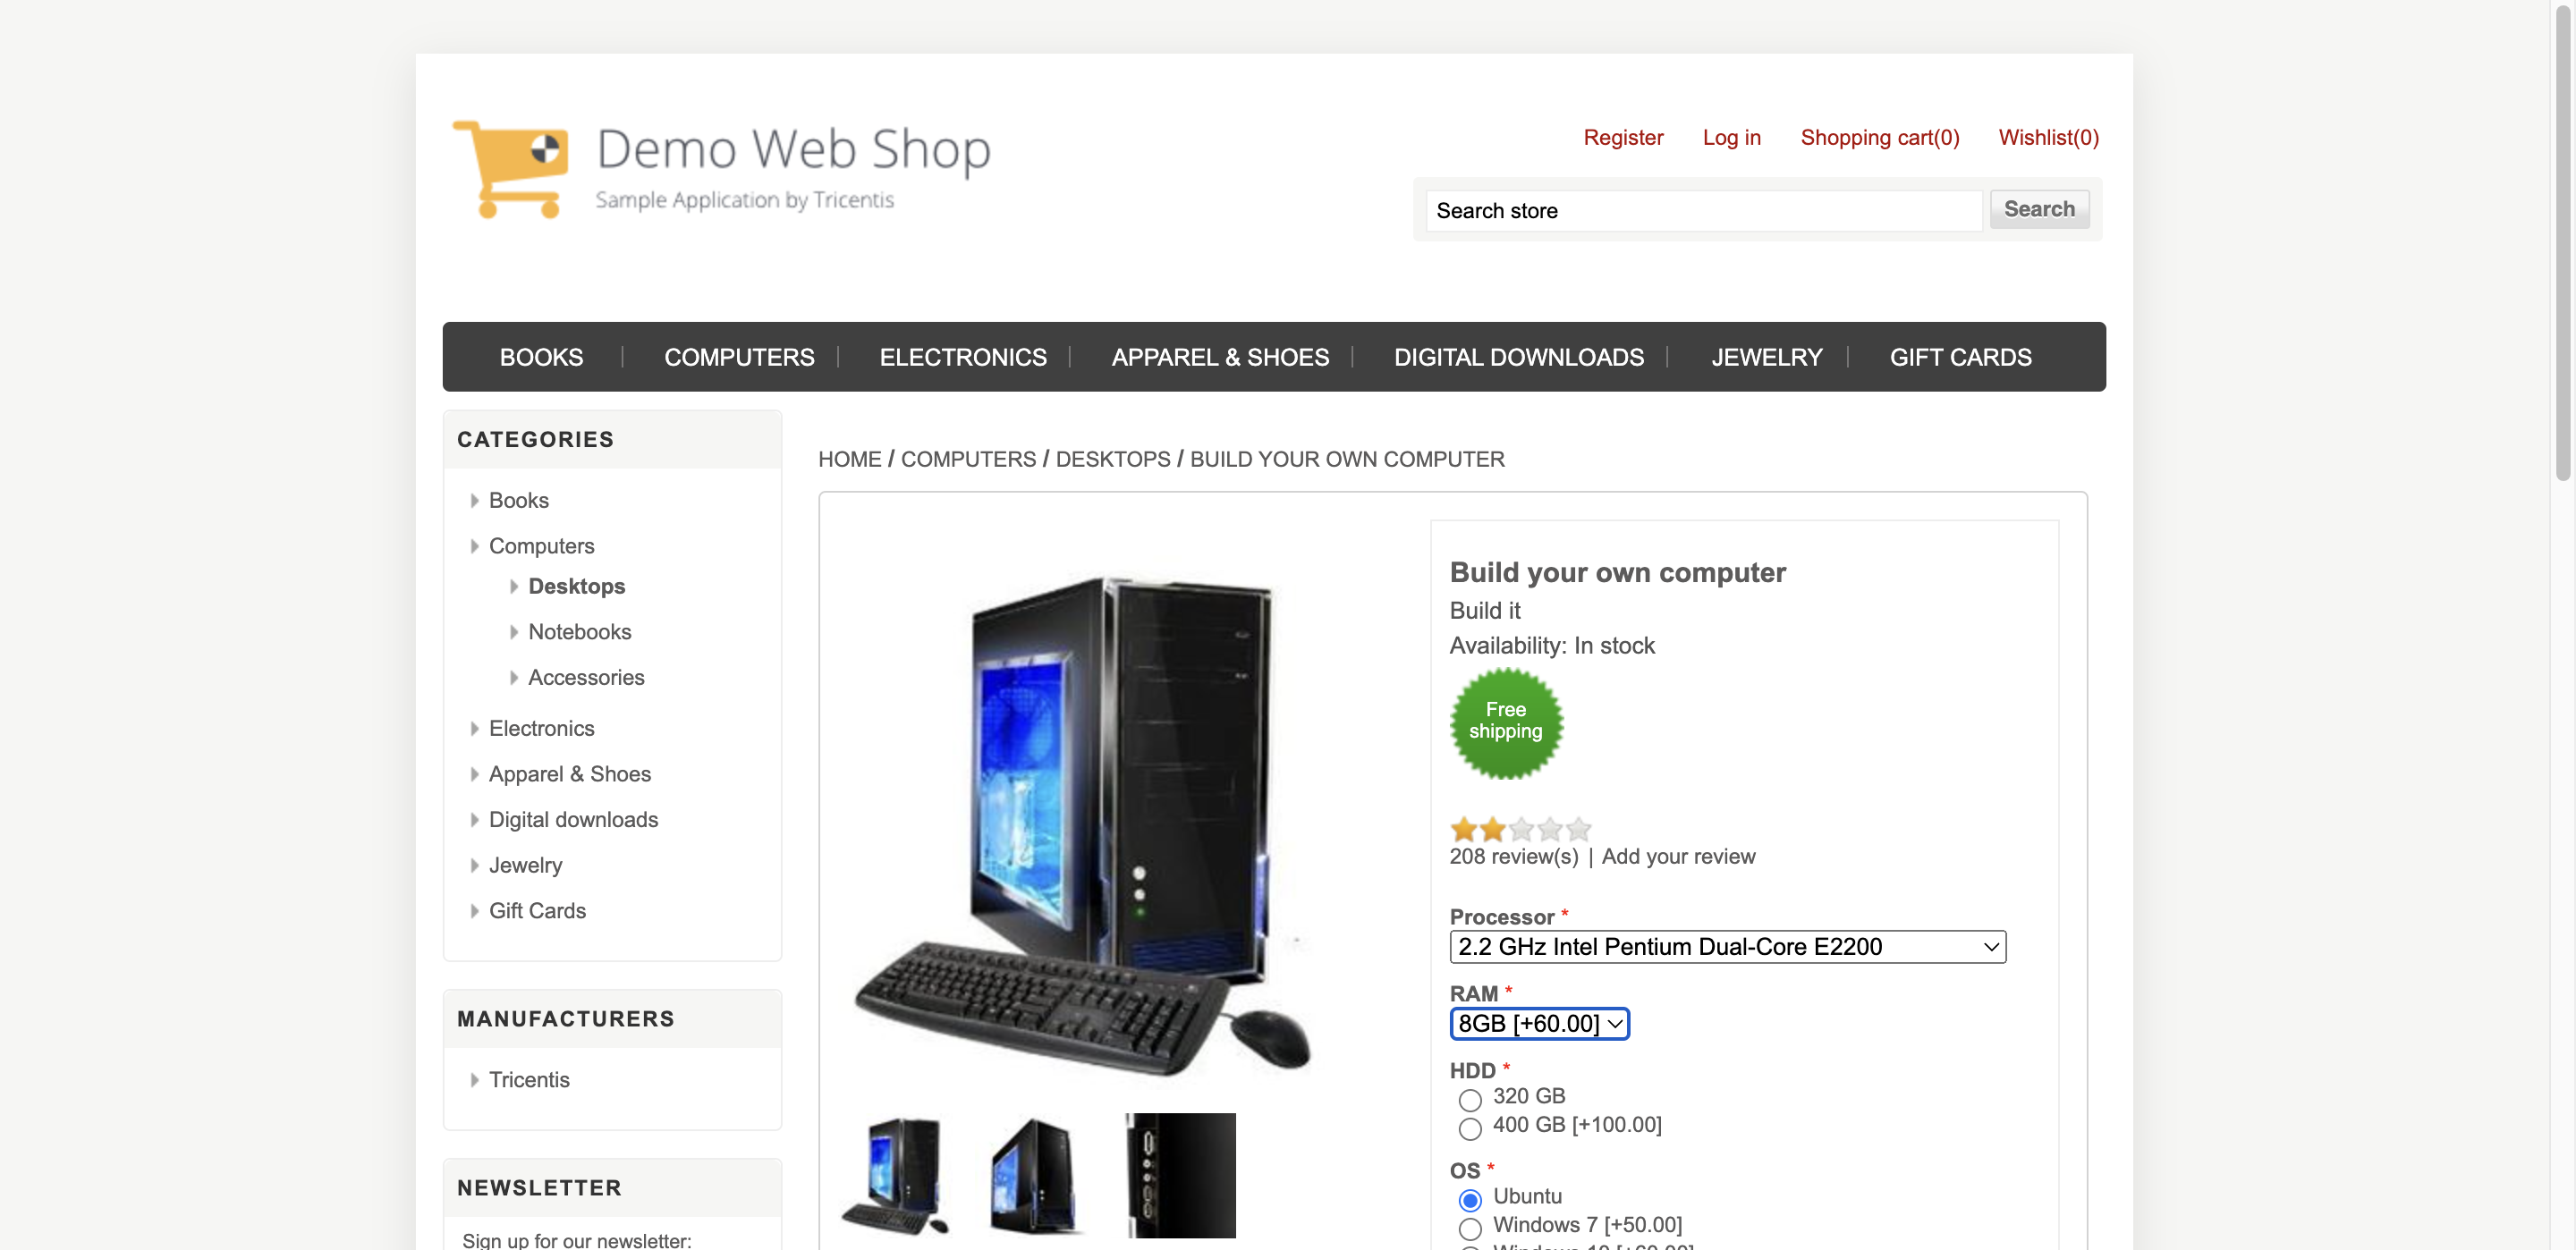 Demo Web Shop
Sample Application by Tricentis
Register Log in Shopping cart(0) Wishlist(0)
Search store Search
BOOKS COMPUTERS ELECTRONICS APPAREL & SHOES DIGITAL DOWNLOADS JEWELRY GIFT CARDS
CATEGORIES
Books
Computers
Desktops
Notebooks
Accessories
Electronics
Apparel & Shoes
Digital downloads
Jewelry
Gift Cards
MANUFACTURERS
Tricentis
NEWSLETTER
Sign up for our newsletter:
HOME / COMPUTERS / DESKTOPS / BUILD YOUR OWN COMPUTER
Build your own computer
Build it
Availability: In stock
Free
shipping
208 review(s) | Add your review
Processor *
2.2 GHz Intel Pentium Dual-Core E2200
RAM *
8GB [+60.00]
HDD *
320 GB
400 GB [+100.00]
OS *
Ubuntu
Windows 7 [+50.00]
Windows 10 [+60.00]